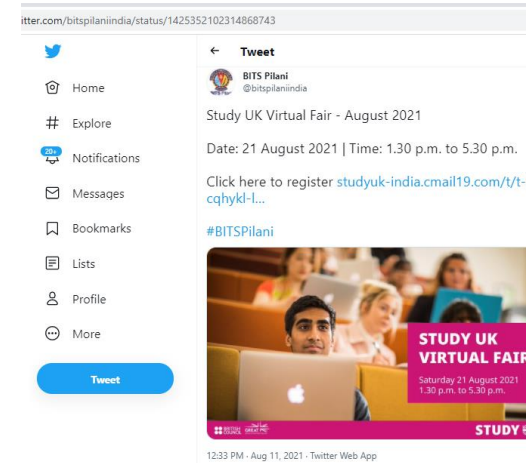 itter.com/bitspilaniindia/status/1425352102314868743
Tweet
BITS Pilani
@bitspilaniindia
Home
Explore
20+
Notifications
Messages
Bookmarks
Lists
Profile
More
Tweet
Study UK Virtual Fair - August 2021
Date: 21 August 2021 | Time: 1.30 p.m. to 5.30 p.m.
Click here to register studyuk-india.cmail19.com/t/t-
cqhykl-l...
#BITSPilani
STUDY UK
VIRTUAL FAIR
Saturday 21 August 2021
1.30 p.m. to 5.30 p.m.
BRITISH
COUNCIL
STUDY
12:33 PM · Aug 11, 2021 · Twitter Web App